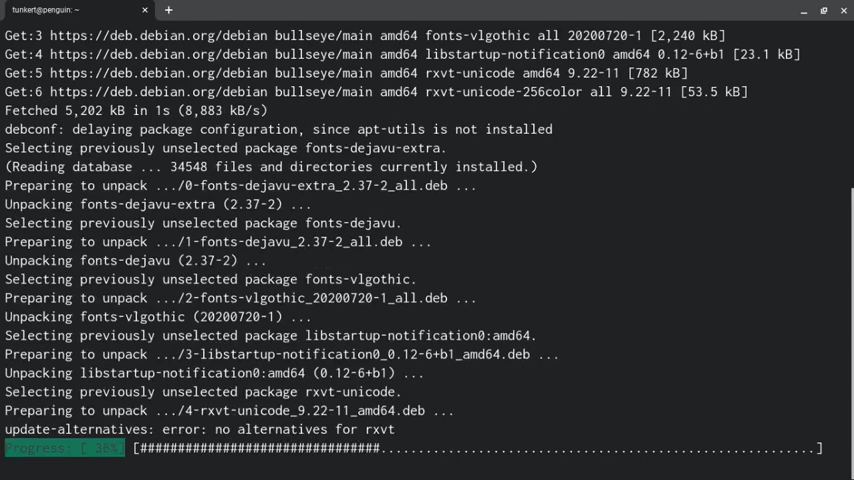 tunkert@penguin: ~
Get:3 https://deb.debian.org/debian bullseye/main amd64 fonts-vlgothic all 20200720-1 [2,240 kB]
Get:4 https://deb.debian.org/debian bullseye/main amd64 libstartup-notification0 amd64 0.12-6+b1 [23.1 kB]
Get:5 https://deb.debian.org/debian bullseye/main amd64 rxvt-unicode amd64 9.22-11 [782 kB]
Get:6 https://deb.debian.org/debian bullseye/main amd64 rxvt-unicode-256color all 9.22-11 [53.5 kB]
Fetched 5,202 kB in 1s (8,883 kB/s)
debconf: delaying package configuration, since apt-utils is not installed
Selecting previously unselected package fonts-dejavu-extra.
(Reading database ... 34548 files and directories currently installed.)
Preparing to unpack .../0-fonts-dejavu-extra_2.37-2_all.deb ...
Unpacking fonts-dejavu-extra (2.37-2) ...
Selecting previously unselected package fonts-dejavu.
Preparing to unpack .../1-fonts-dejavu_2.37-2_all.deb ...
Unpacking fonts-dejavu (2.37-2) ...
Selecting previously unselected package fonts-vlgothic.
Preparing to unpack .../2-fonts-vlgothic_20200720-1_all.deb ...
Unpacking fonts-vlgothic (20200720-1) ...
Selecting previously unselected package libstartup-notification0:amd64.
Preparing to unpack .../3-libstartup-notification0_0.12-6+b1_amd64.deb ...
Unpacking libstartup-notification0:amd64 (0.12-6+b1) ...
Selecting previously unselected package rxvt-unicode.
Preparing to unpack .../4-rxvt-unicode_9.22-11_amd64.deb ...
update-alternatives: error: no alternatives for rxvt
Progress: [ 36%] [################################..........................................................]